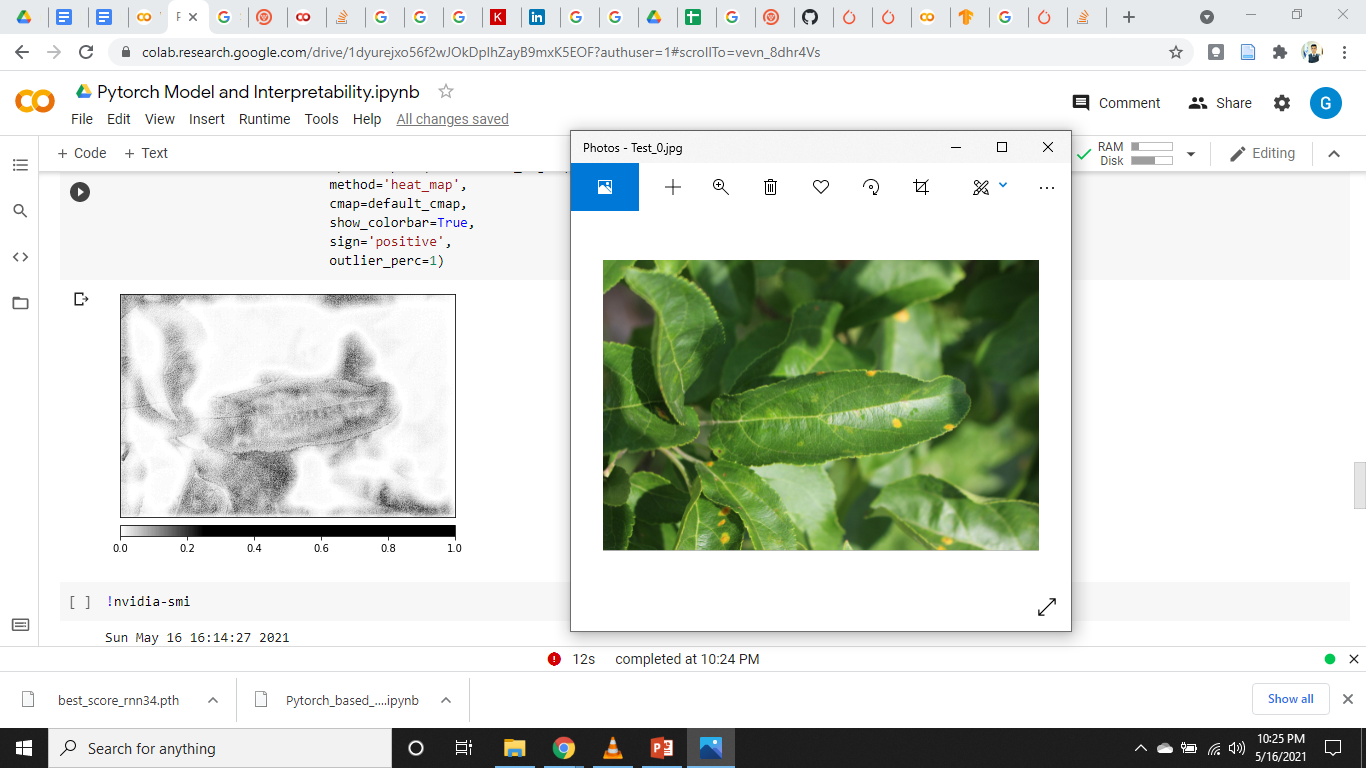 colab.research.google.com/drive/1dyurejxo56f2wJOkDplhZayB9mxK5EOF?authuser=1#scrollTo=vevn_8dhr4Vs
Pytorch Model and Interpretability.ipynb
Comment
Share
G
File Edit View Insert Runtime Tools Help All changes saved
+ Code + Text
RAM
Disk
Editing
method='heat_map',
cmap=default_cmap,
show_colorbar=True,
sign='positive',
outlier_perc=1)
0.0 0.2 0.4 0.6 0.8 1.0
Photos - Test_0.jpg
[ ] !nvidia-smi
Sun May 16 16:14:27 2021
12s completed at 10:24 PM
best_score_rnn34.pth
Pytorch_based_....ipynb
Show all
Search for anything
10:25 PM
5/16/2021